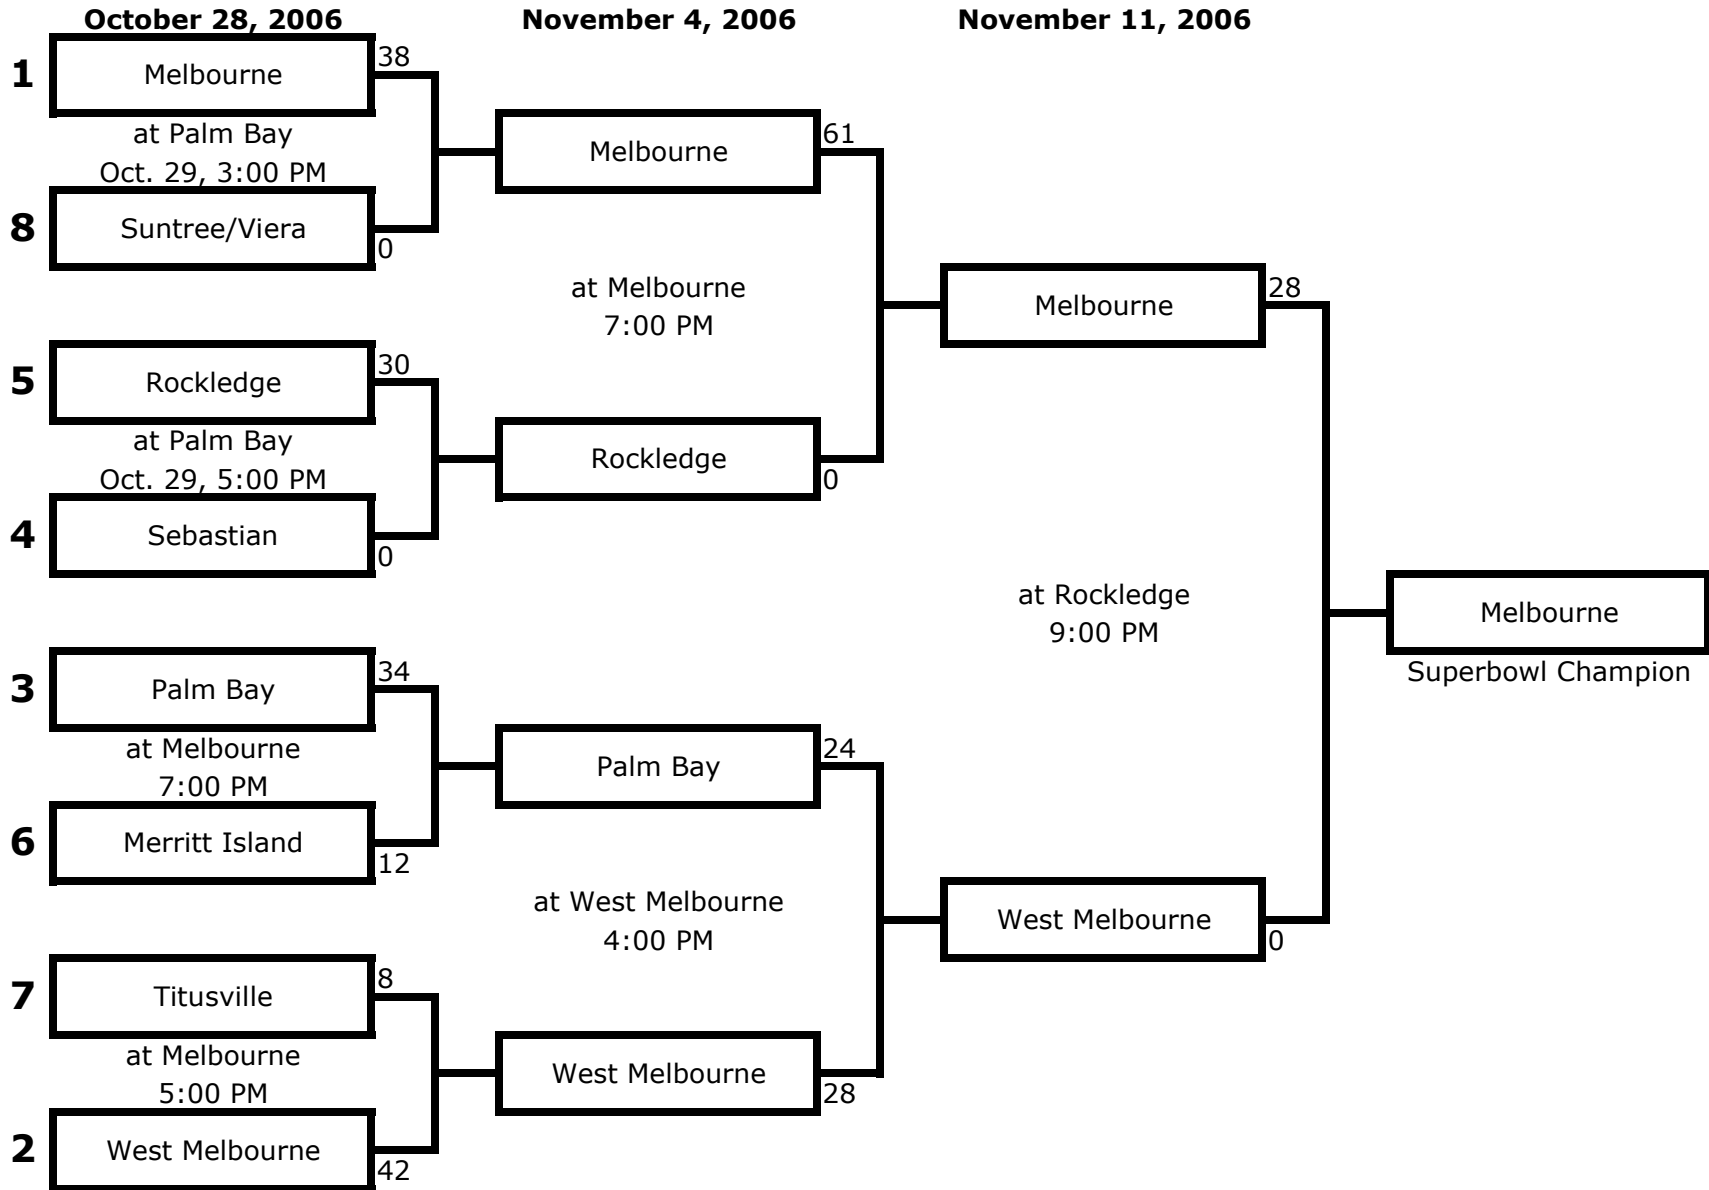 October 28, 2006
November 4, 2006
November 11, 2006
1
Melbourne
38
at Palm Bay
Oct. 29, 3:00 PM
8
Suntree/Viera
0
5
Rockledge
30
at Palm Bay
Oct. 29, 5:00 PM
4
Sebastian
0
3
Palm Bay
34
at Melbourne
7:00 PM
6
Merritt Island
12
7
Titusville
8
at Melbourne
5:00 PM
2
West Melbourne
42
Melbourne
61
at Melbourne
7:00 PM
Rockledge
0
Palm Bay
24
at West Melbourne
4:00 PM
West Melbourne
28
Melbourne
28
at Rockledge
9:00 PM
West Melbourne
0
Melbourne
Superbowl Champion